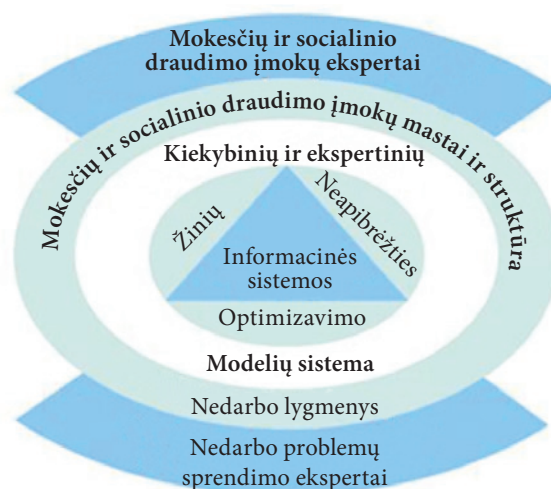 Mokesčių ir socialinio
draudimo įmokų ekspertai
Mokesčių ir socialinio draudimo įmokų mastai ir struktūra
Kiekybinių ir ekspertinių
Žinių
Neapibrėžties
Informacinės
sistemos
Optimizavimo
Modelių sistema
Nedarbo lygmenys
Nedarbo problemų
sprendimo ekspertai